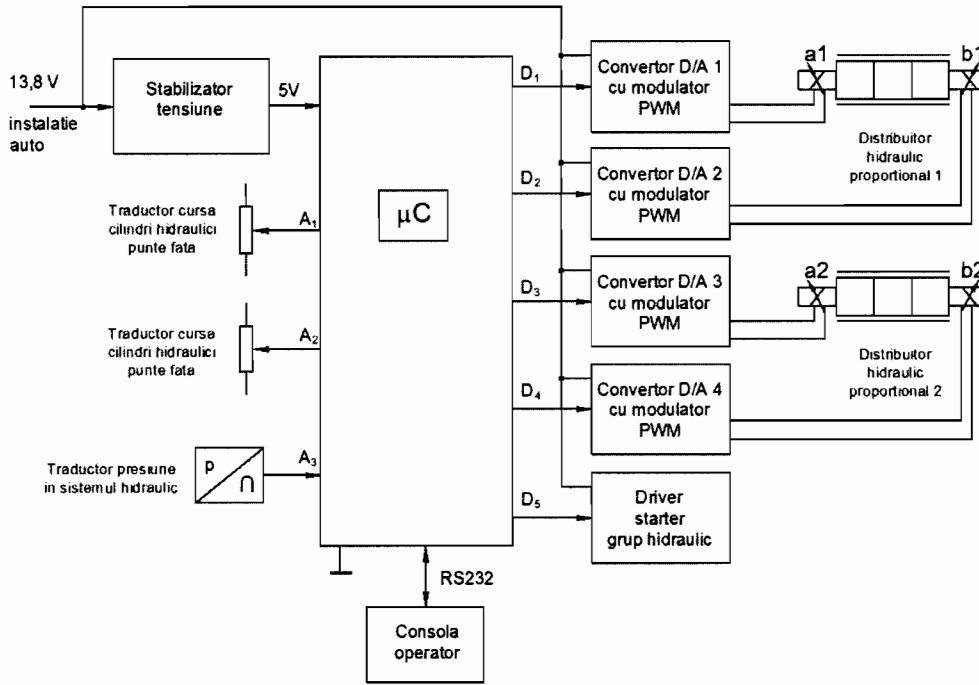 13,8 V
instalatie
auto
Stabilizator
tensiune
5V
Traductor cursa
cilindri hidraulici
punte fata
A1
Traductor cursa
cilindri hidraulici
punte fata
A2
Traductor presiune
in sistemul hidraulic
p
∩
A3
µC
RS232
Consola
operator
D1
Convertor D/A 1
cu modulator
PWM
D2
Convertor D/A 2
cu modulator
PWM
D3
Convertor D/A 3
cu modulator
PWM
D4
Convertor D/A 4
cu modulator
PWM
D5
Driver
starter
grup hidraulic
a1
b1
Distribuitor
hidraulic
proportional 1
a2
b2
Distribuitor
hidraulic
proportional 2